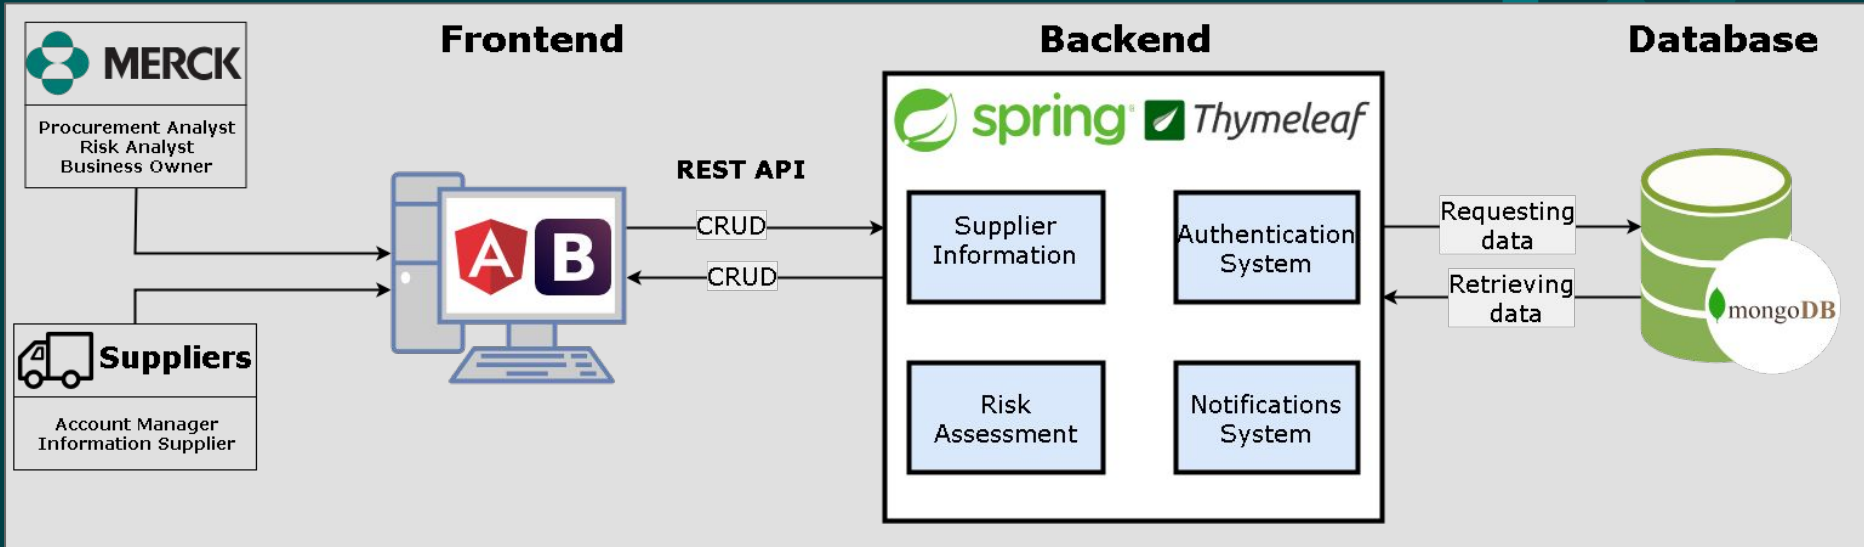 MERCK
Procurement Analyst
Risk Analyst
Business Owner
Suppliers
Account Manager
Information Supplier
Frontend
A B
REST API
CRUD
CRUD
Backend
spring Thymeleaf
Supplier
Information
Authentication
System
Risk
Assessment
Notifications
System
Requesting
data
Retrieving
data
Database
mongoDB